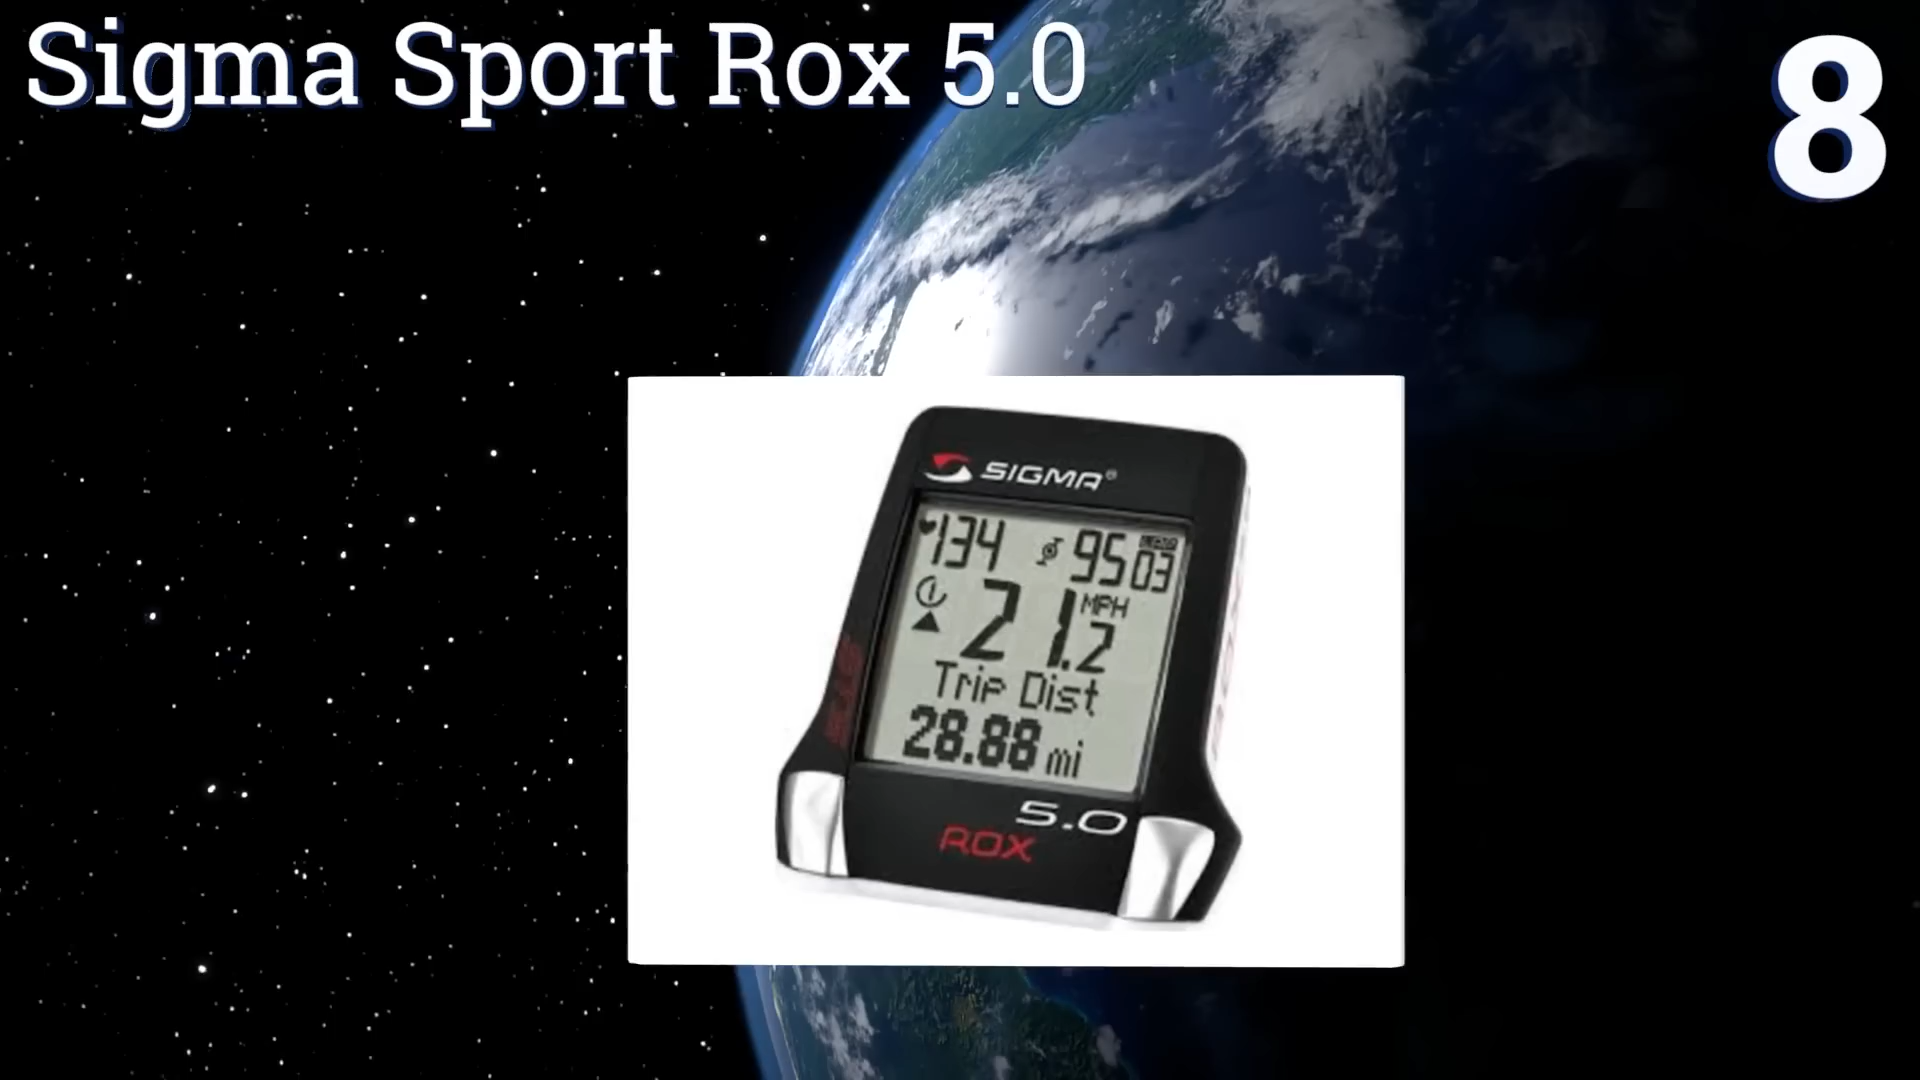 Sigma Sport Rox 5.0
8
SIGMA®
134 95 LAP 03
21.2 MPH
Trip Dist
28.88 mi
5.0
ROX